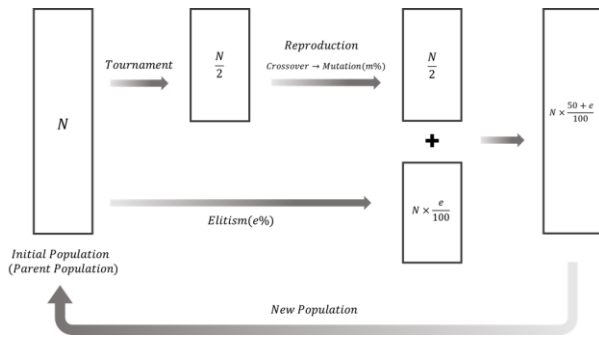 N
Tournament
N/2
Reproduction
Crossover → Mutation(m%)
N/2
+
N × e/100
N × 50 + e/100
Elitism(e%)
Initial Population
(Parent Population)
New Population